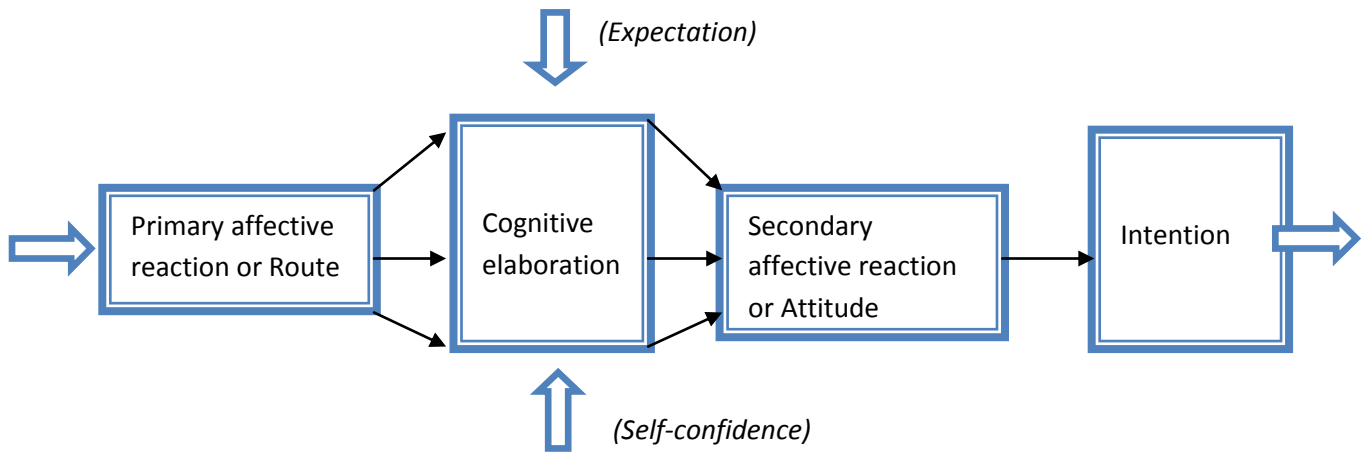 (Expectation)
Primary affective
reaction or Route
Cognitive
elaboration
Secondary
affective reaction
or Attitude
Intention
(Self-confidence)